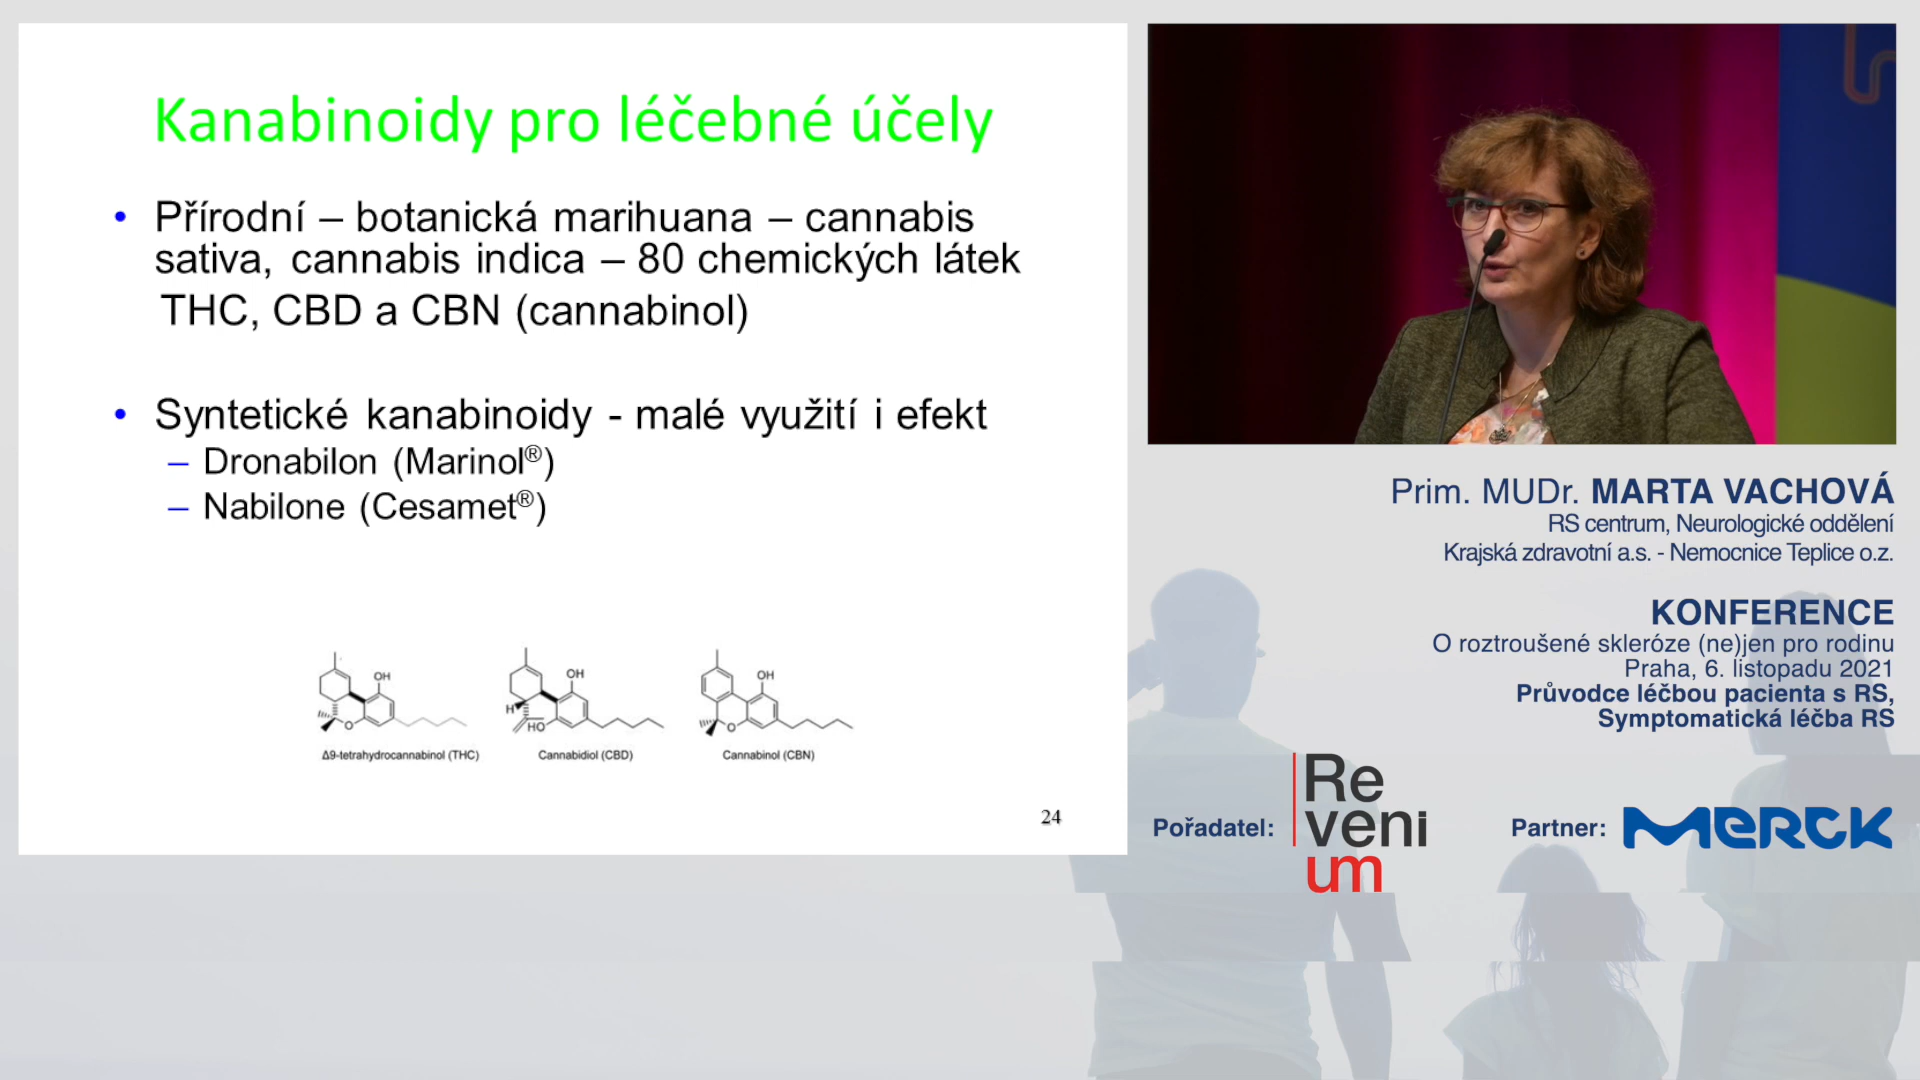 Kanabinoidy pro léčebné účely
• Přírodní – botanická marihuana – cannabis
sativa, cannabis indica – 80 chemických látek
THC, CBD a CBN (cannabinol)
• Syntetické kanabinoidy - malé využití i efekt
– Dronabilon (Marinol®)
– Nabilone (Cesamet®)
OH
O
Δ9-tetrahydrocannabinol (THC)
OH
H
HO
Cannabidiol (CBD)
OH
O
Cannabinol (CBN)
24
Prim. MUDr. MARTA VACHOVÁ
RS centrum, Neurologické oddělení
Krajská zdravotní a.s. - Nemocnice Teplice o.z.
KONFERENCE
O roztroušené skleróze (ne)jen pro rodinu
Praha, 6. listopadu 2021
Průvodce léčbou pacienta s RS,
Symptomatická léčba RS
Pořadatel:
Re
veni
um
Partner:
MERCK